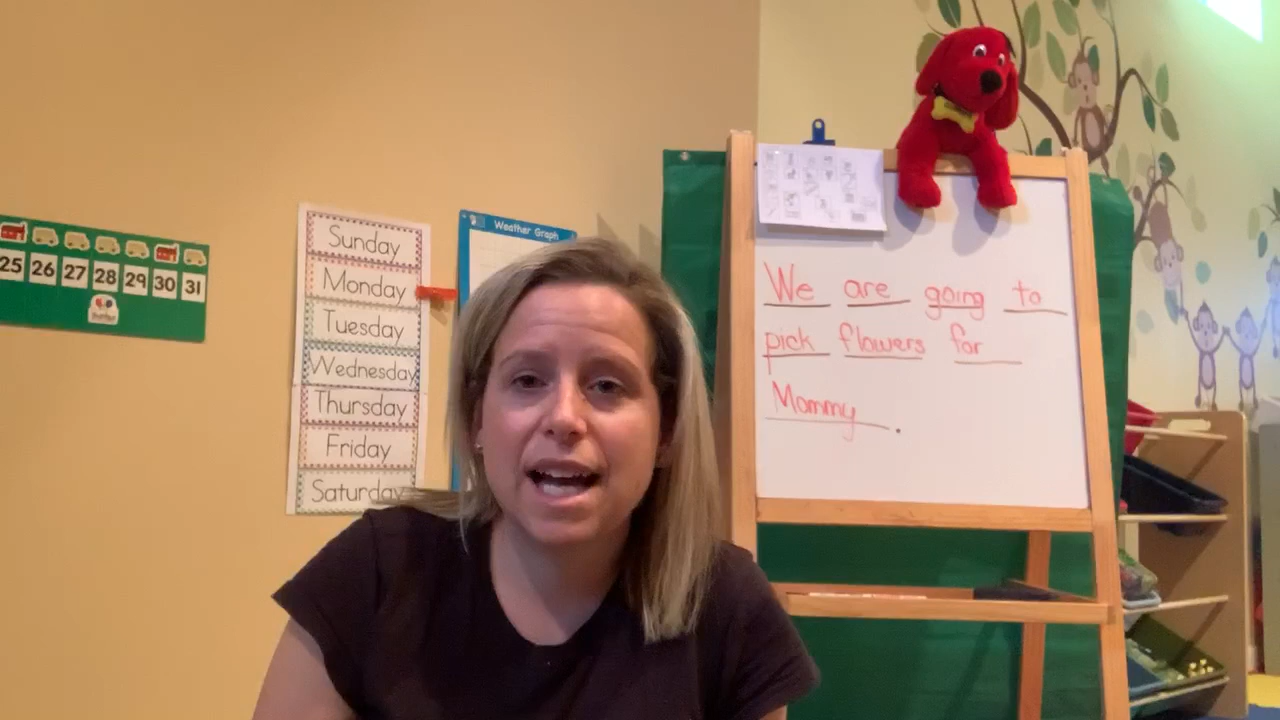 25 26 27 28 29 30 31
Sunday
Monday
Tuesday
Wednesday
Thursday
Friday
Saturday
Weather Graph
We are going to
pick flowers for
Mommy.